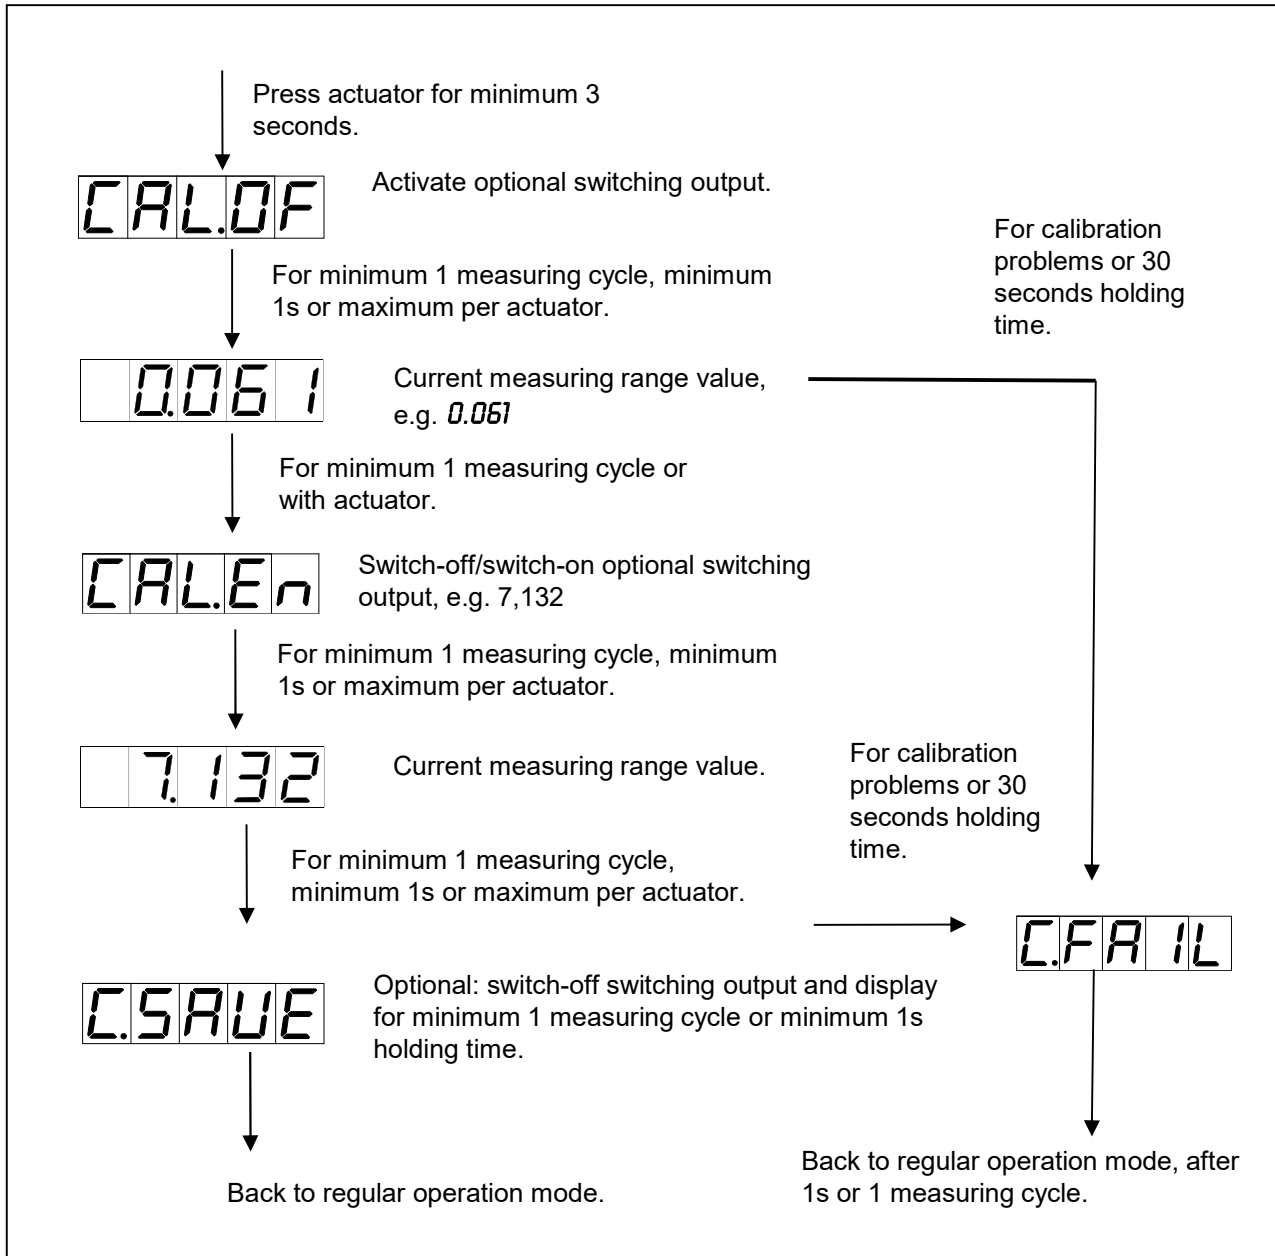 Press actuator for minimum 3
seconds.
CAL.OF
Activate optional switching output.
For minimum 1 measuring cycle, minimum
1s or maximum per actuator.
For calibration
problems or 30
seconds holding
time.
0.061
Current measuring range value,
e.g. 0.061
For minimum 1 measuring cycle or
with actuator.
CAL.En
Switch-off/switch-on optional switching
output, e.g. 7,132
For minimum 1 measuring cycle, minimum
1s or maximum per actuator.
7.132
Current measuring range value.
For calibration
problems or 30
seconds holding
time.
For minimum 1 measuring cycle,
minimum 1s or maximum per actuator.
C.FAIL
C.SAVE
Optional: switch-off switching output and display
for minimum 1 measuring cycle or minimum 1s
holding time.
Back to regular operation mode.
Back to regular operation mode, after
1s or 1 measuring cycle.